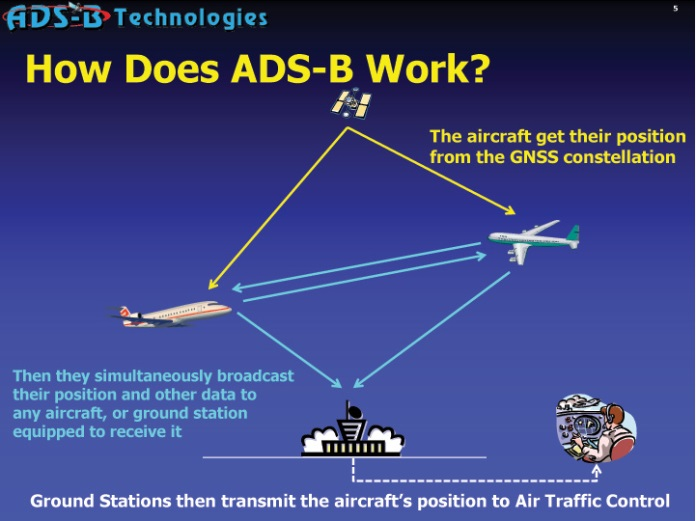 ADS-B Technologies
5
How Does ADS-B Work?
The aircraft get their position
from the GNSS constellation
Then they simultaneously broadcast
their position and other data to
any aircraft, or ground station
equipped to receive it
Ground Stations then transmit the aircraft's position to Air Traffic Control